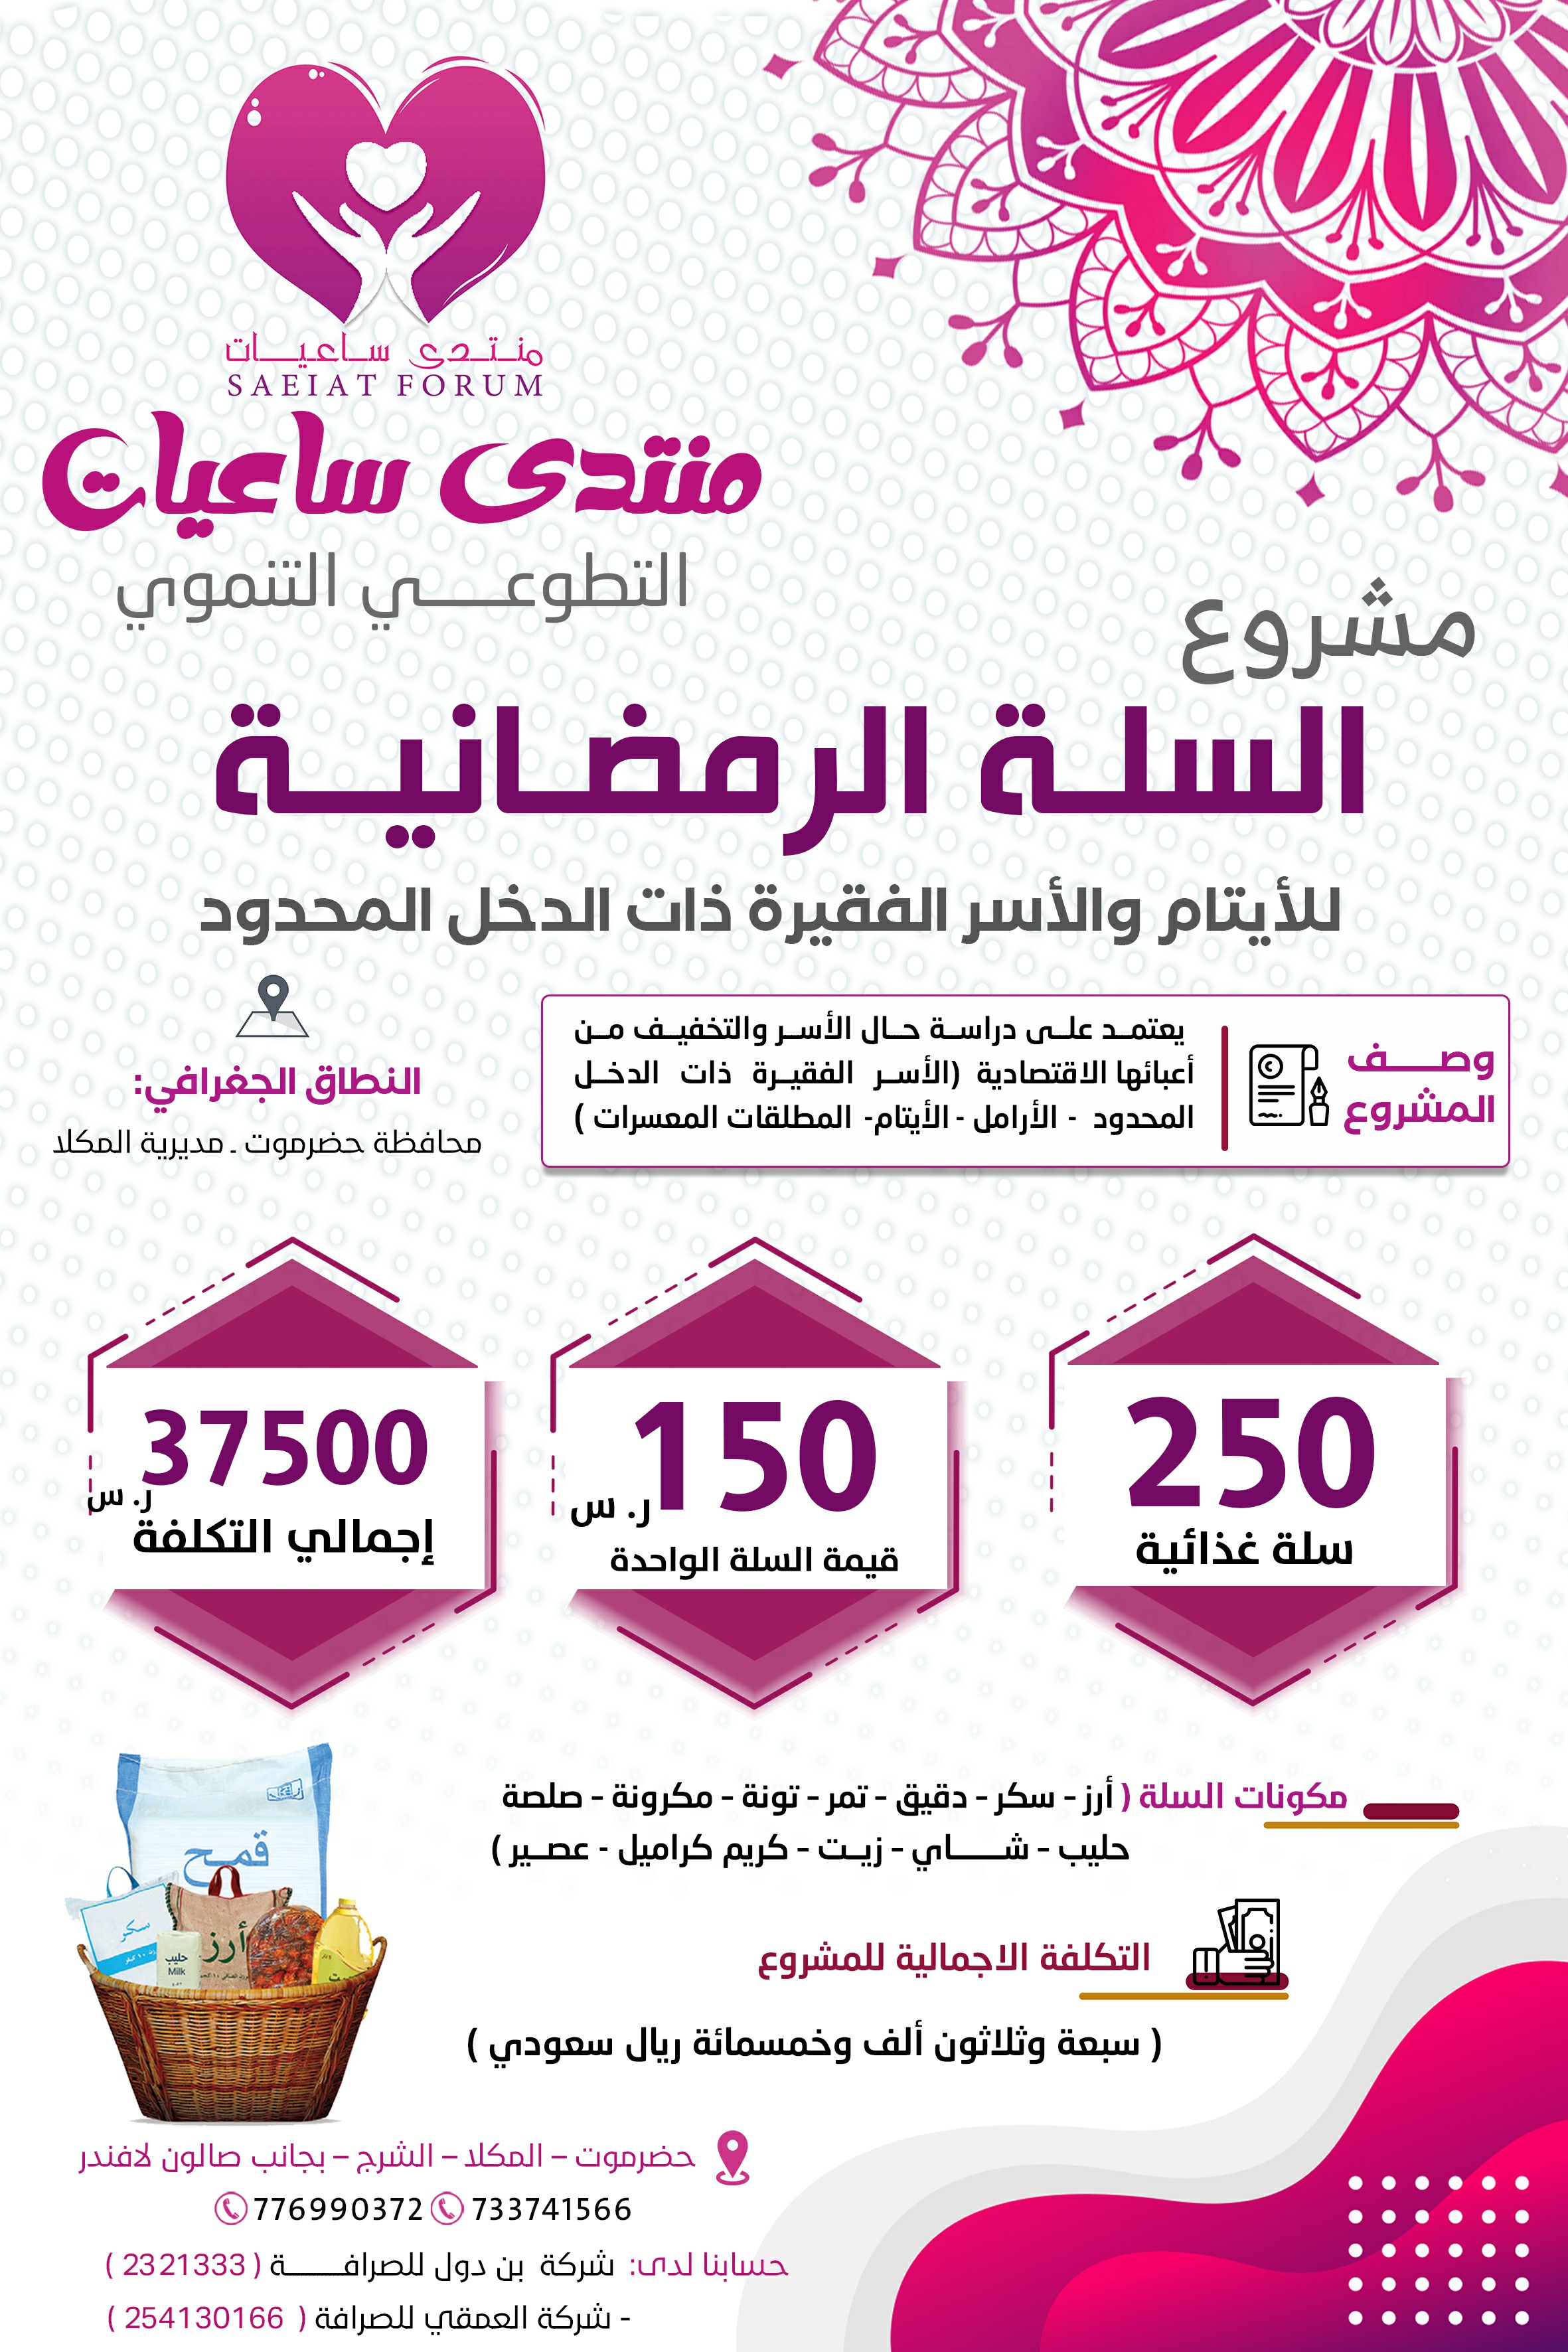 منتدى ساعيات
SAEIAT FORUM
منتدى ساعيات
التطوعي التنموي
مشروع
السلة الرمضانية
للأيتام والأسر الفقيرة ذات الدخل المحدود
وصف
المشروع
يعتمد على دراسة حال الأسر والتخفيف من
أعبائها الاقتصادية (الأسر الفقيرة ذات الدخل
المحدود - الأرامل - الأيتام- المطلقات المعسرات )
النطاق الجغرافي:
محافظة حضرموت - مديرية المكلا
250
سلة غذائية
150
ر. س
قيمة السلة الواحدة
37500
ر. س
إجمالي التكلفة
مكونات السلة ( أرز - سكر - دقيق - تمر - تونة - مكرونة - صلصة
حليب - شاي - زيت - كريم كراميل - عصير )
قمح
سكر
أرز
حليب
Milk
التكلفة الاجمالية للمشروع
( سبعة وثلاثون ألف وخمسمائة ريال سعودي )
حضرموت – المكلا – الشرج – بجانب صالون لافندر
776990372 733741566
حسابنا لدى: شركة بن دول للصرافة ( 2321333 )
- شركة العمقي للصرافة ( 254130166 )